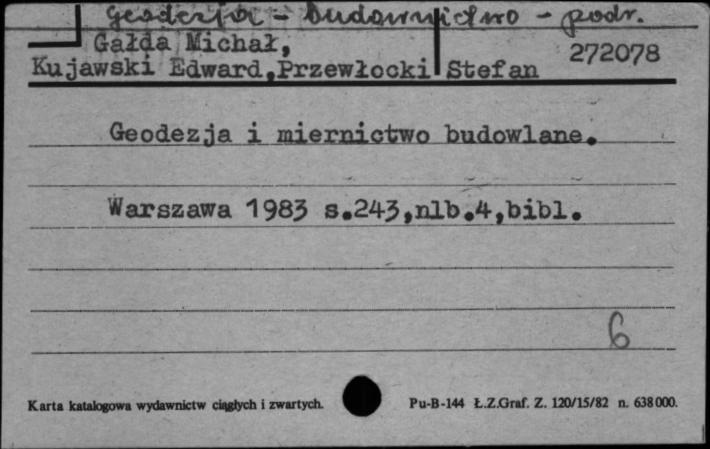 Geodezja - budownictwo - podr.
Gałda Michał,
272078
Kujawski Edward,Przewłocki Stefan
Geodezja i miernictwo budowlane.
Warszawa 1983 s.243,nlb.4,bibl.
6
Karta katalogowa wydawnictw ciągłych i zwartych.
Pu-B-144 Ł.Z.Graf. Z. 120/15/82 n. 638000.